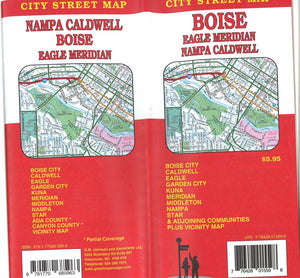 CITY STREET MAP
NAMPA CALDWELL
BOISE
EAGLE MERIDIAN
BOISE CITY
CALDWELL
EAGLE
GARDEN CITY
KUNA
MERIDIAN
MIDDLETON
NAMPA
STAR
ADA COUNTY *
CANYON COUNTY *
VICINITY MAP
* Partial Coverage
CITY STREET MAP
BOISE
EAGLE MERIDIAN
NAMPA CALDWELL
$5.95
BOISE CITY
CALDWELL
EAGLE
GARDEN CITY
KUNA
MERIDIAN
MIDDLETON
NAMPA
STAR
& ADJOINING COMMUNITIES
PLUS VICINITY MAP